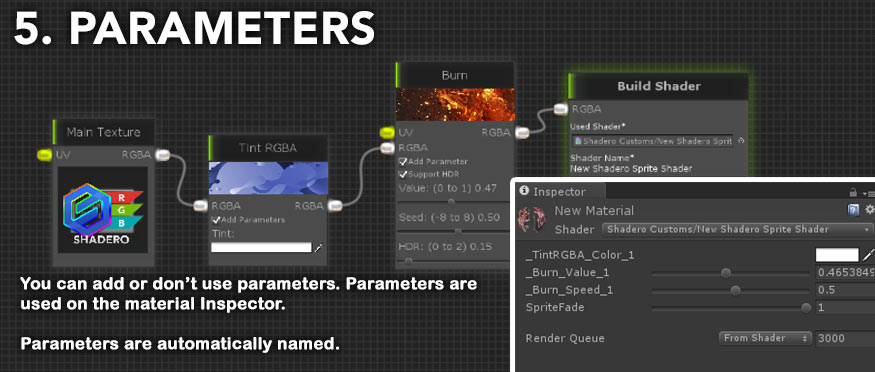 5. PARAMETERS
Main Texture
UV RGBA
R
G
B
SHADERO
Tint RGBA
RGBA RGBA
Add Parameters
Tint:
Burn
UV RGBA
RGBA
Add Parameter
Support HDR
Value: (0 to 1) 0.47
Seed: (-8 to 8) 0.50
HDR: (0 to 2) 0.15
Build Shader
RGBA
Used Shader*
Shadero Customs/New Shadero Sprit
Shader Name*
New Shadero Sprite Shader
Inspector
New Material
Shader Shadero Customs/New Shadero Sprite Shader
_TintRGBA_Color_1
_Burn_Value_1 0.4653849
_Burn_Speed_1 0.5
SpriteFade 1
Render Queue From Shader 3000
You can add or don't use parameters. Parameters are
used on the material Inspector.
Parameters are automatically named.